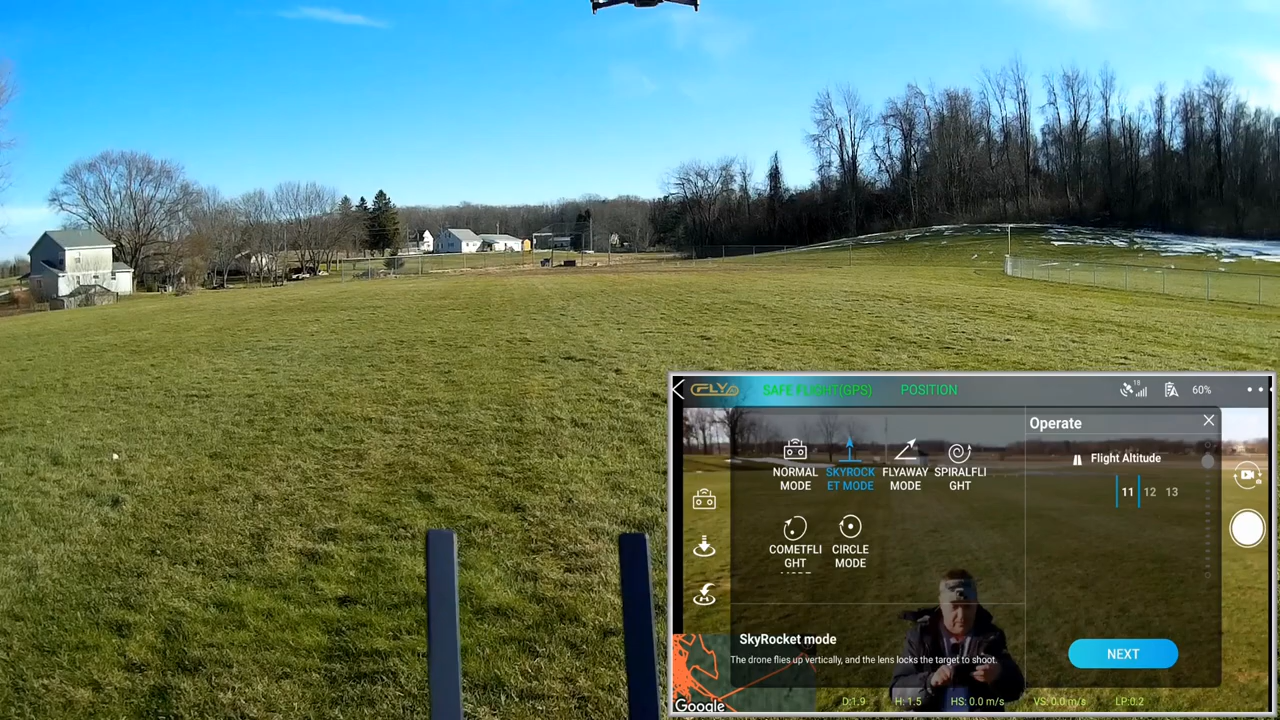 CFLY
SAFE FLIGHT(GPS)
POSITION
18
60%
Operate
NORMAL
MODE
SKYROCK
ET MODE
FLYAWAY
MODE
SPIRALFLI
GHT
Flight Altitude
11 12 13
COMETFLI
GHT
CIRCLE
MODE
SkyRocket mode
The drone flies up vertically, and the lens locks the target to shoot.
NEXT
Google
D:1.9
H: 1.5
HS: 0.0 m/s
VS: 0.0 m/s
LP:0.2